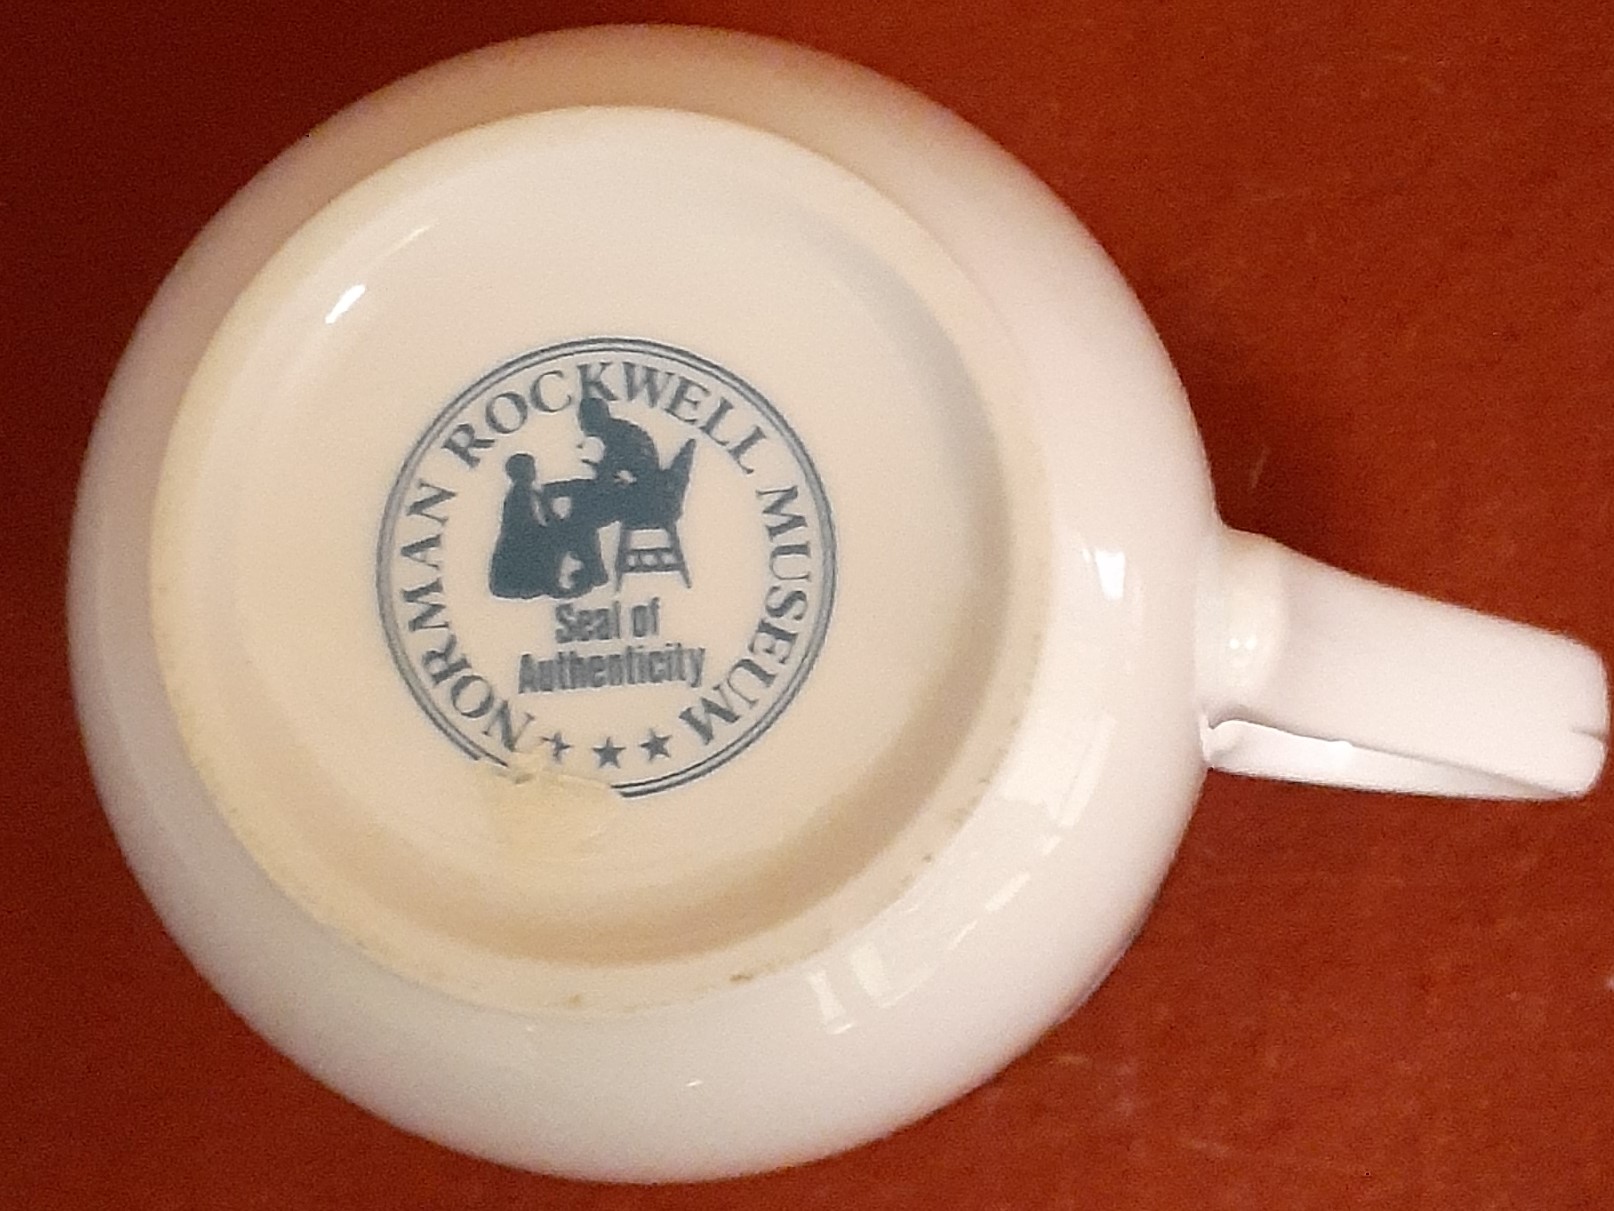 NORMAN ROCKWELL MUSEUM
Seal of
Authenticity